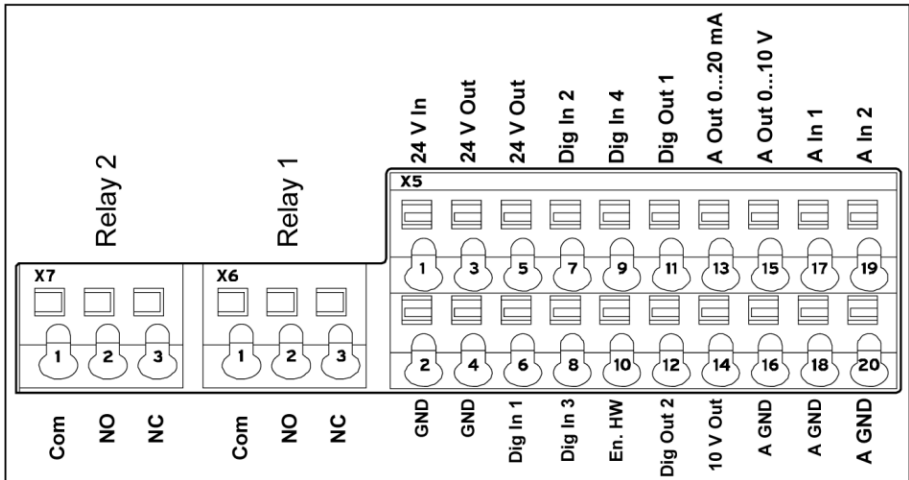 Relay 2
Relay 1
24 V In
24 V Out
24 V Out
Dig In 2
Dig In 4
Dig Out 1
A Out 0...20 mA
A Out 0...10 V
A In 1
A In 2
X7
X6
X5
1 3 5 7 9 11 13 15 17 19
1 2 3
1 2 3
2 4 6 8 10 12 14 16 18 20
Com
NO
NC
Com
NO
NC
GND
GND
Dig In 1
Dig In 3
En. HW
Dig Out 2
10 V Out
A GND
A GND
A GND